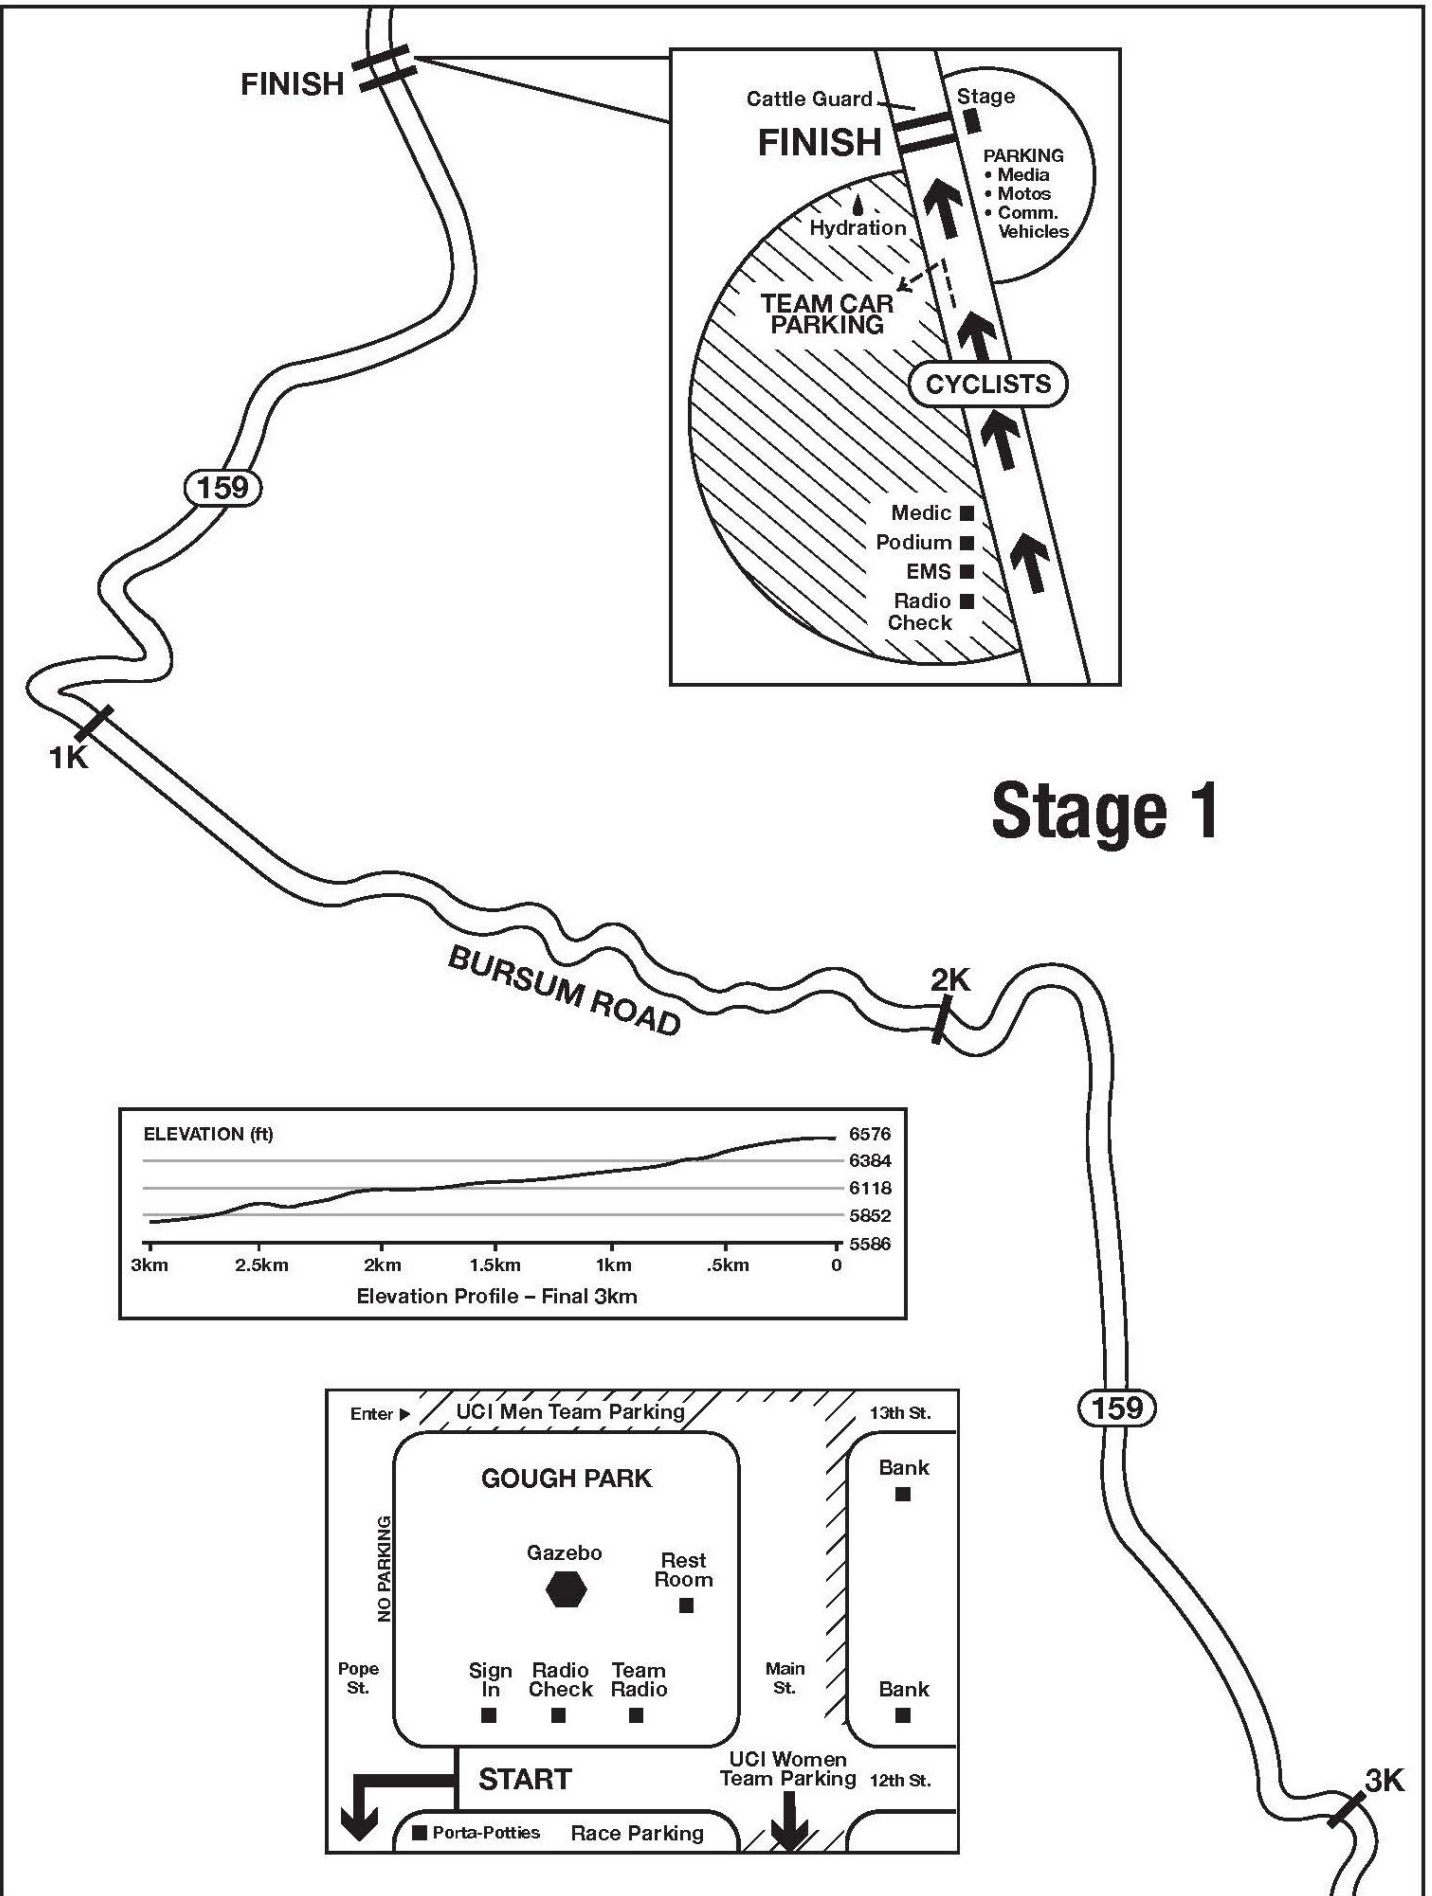 FINISH
Cattle Guard
Stage
FINISH
PARKING
• Media
• Motos
• Comm.
Vehicles
Hydration
TEAM CAR
PARKING
CYCLISTS
Medic
Podium
EMS
Radio
Check
159
1K
Stage 1
BURSUM ROAD
2K
ELEVATION (ft)
6576
6384
6118
5852
5586
3km 2.5km 2km 1.5km 1km .5km 0
Elevation Profile – Final 3km
159
Enter
UCI Men Team Parking
13th St.
GOUGH PARK
Bank
NO PARKING
Gazebo
Rest
Room
Pope
St.
Sign
In
Radio
Check
Team
Radio
Main
St.
Bank
START
UCI Women
Team Parking
12th St.
Porta-Potties
Race Parking
3K